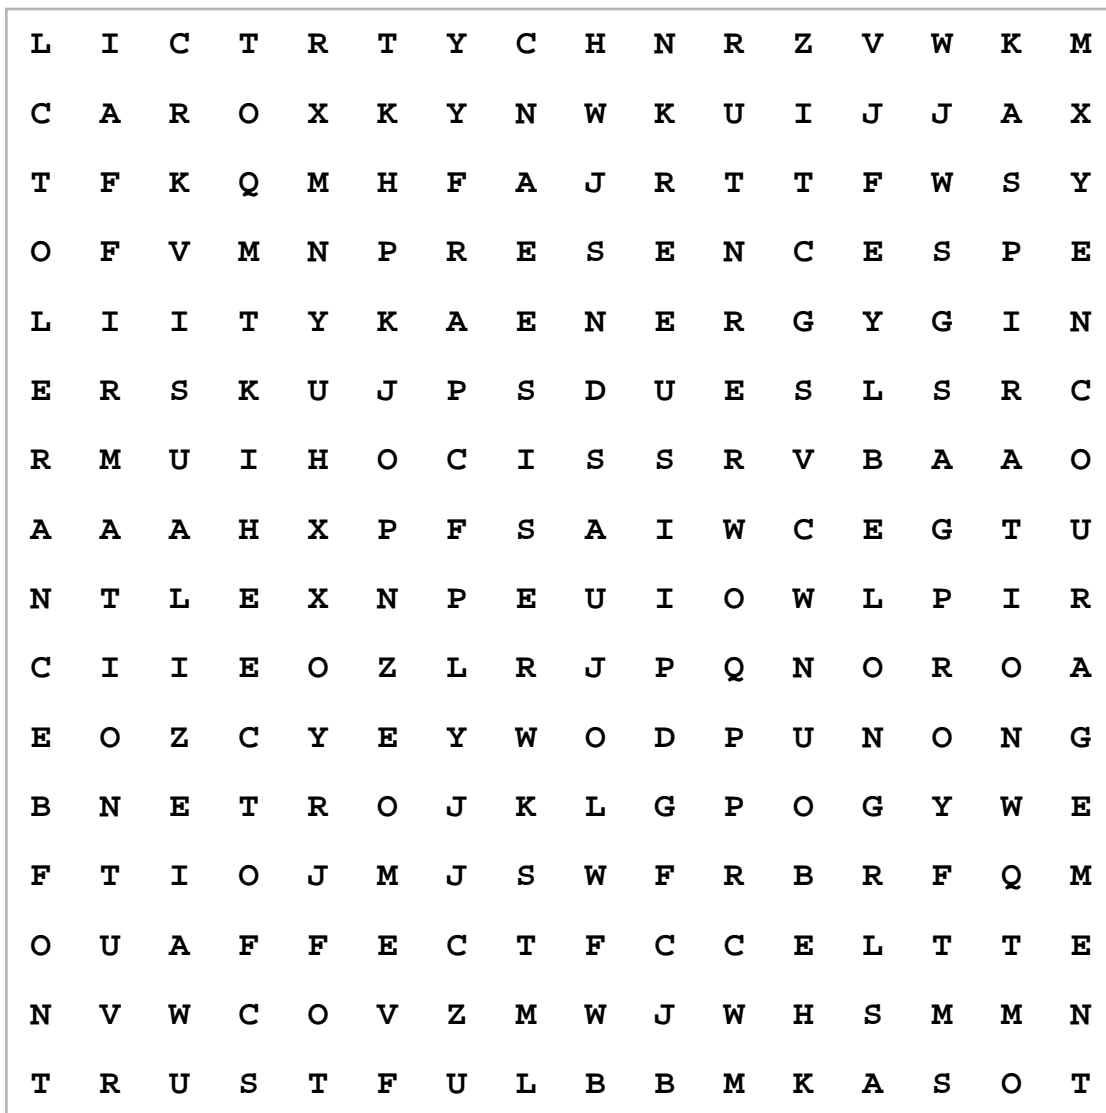 L I C T R T Y C H N R Z V W K M
C A R O X K Y N W K U I J J A X
T F K Q M H F A J R T T F W S Y
O F V M N P R E S E N C E S P E
L I I T Y K A E N E R G Y G I N
E R S K U J P S D U E S L S R C
R M U I H O C I S S R V B A A O
A A A H X P F S A I W C E G T U
N T L E X N P E U I O W L P I R
C I I E O Z L R J P Q N O R O A
E O Z C Y E Y W O D P U N O N G
B N E T R O J K L G P O G Y W E
F T I O J M J S W F R B R F Q M
O U A F F E C T F C C E L T T E
N V W C O V Z M W J W H S M M N
T R U S T F U L B B M K A S O T